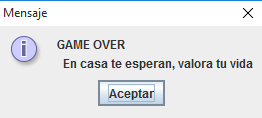 Mensaje
GAME OVER
En casa te esperan, valora tu vida
Aceptar